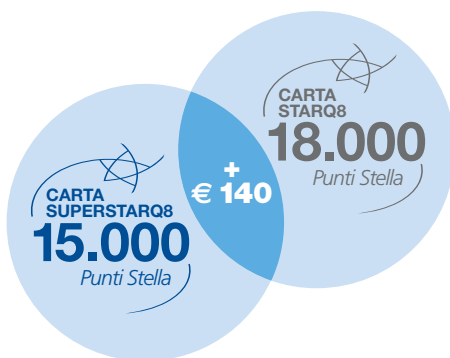 CARTA
STARQ8
18.000
Punti Stella
+
€ 140
CARTA
SUPERSTARQ8
15.000
Punti Stella